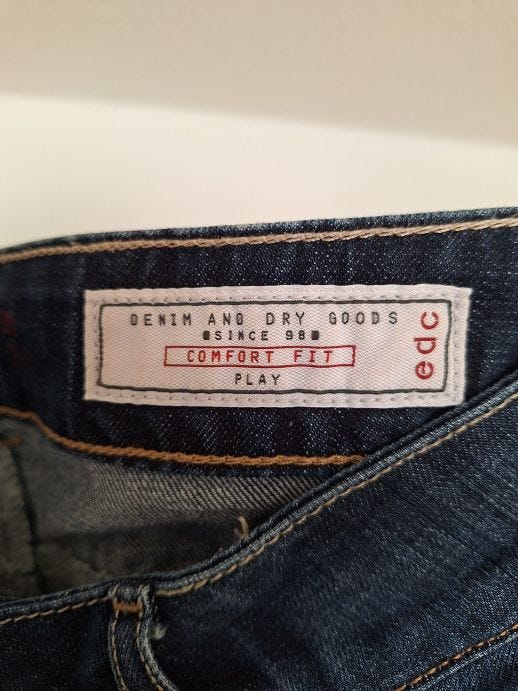 DENIM AND DRY GOODS
SINCE 98
COMFORT FIT
PLAY
edc